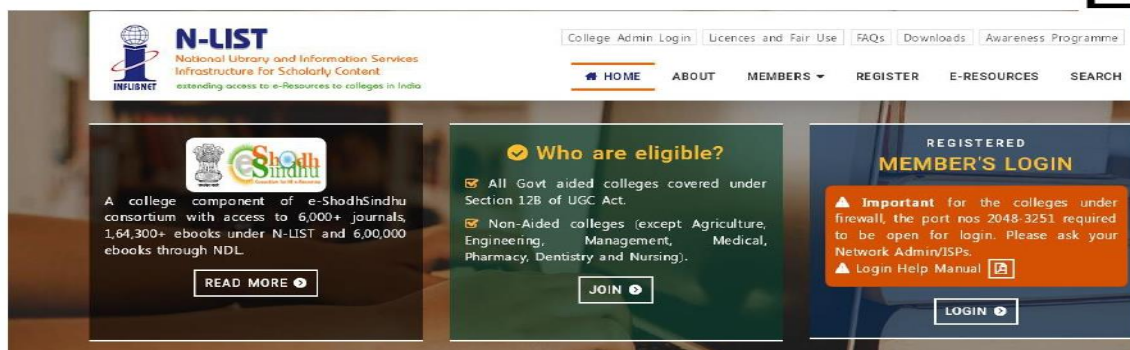 N-LIST
National Library and Information Services
Infrastructure for Scholarly Content
extending access to e-Resources to colleges in India
INFLIBNET
College Admin Login
Licences and Fair Use
FAQs
Downloads
Awareness Programme
HOME
ABOUT
MEMBERS
REGISTER
E-RESOURCES
SEARCH
e-Shodh
Sindhu
A college component of e-ShodhSindhu
consortium with access to 6,000+ journals,
1,64,300+ ebooks under N-LIST and 6,00,000
ebooks through NDL.
READ MORE
Who are eligible?
All Govt aided colleges covered under
Section 12B of UGC Act.
Non-Aided colleges (except Agriculture,
Engineering, Management, Medical,
Pharmacy, Dentistry and Nursing).
JOIN
REGISTERED
MEMBER'S LOGIN
Important for the colleges under
firewall, the port nos 2048-3251 required
to be open for login. Please ask your
Network Admin/ISPs.
Login Help Manual
LOGIN